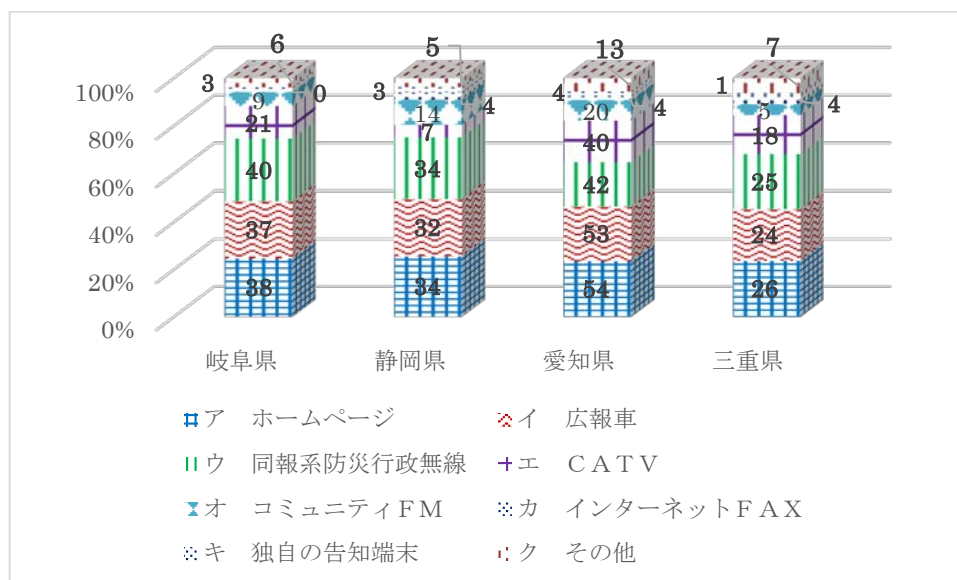 6 5 13 7
3 0 3 4 4 4 1 4
100%
9 14 20 5
80%
21 7 40 18
60%
40 34 42 25
40%
37 32 53 24
20%
38 34 54 26
0%
岐阜県 静岡県 愛知県 三重県
ア ホームページ イ 広報車
ウ 同報系防災行政無線 エ CATV
オ コミュニティFM カ インターネットFAX
キ 独自の告知端末 ク その他